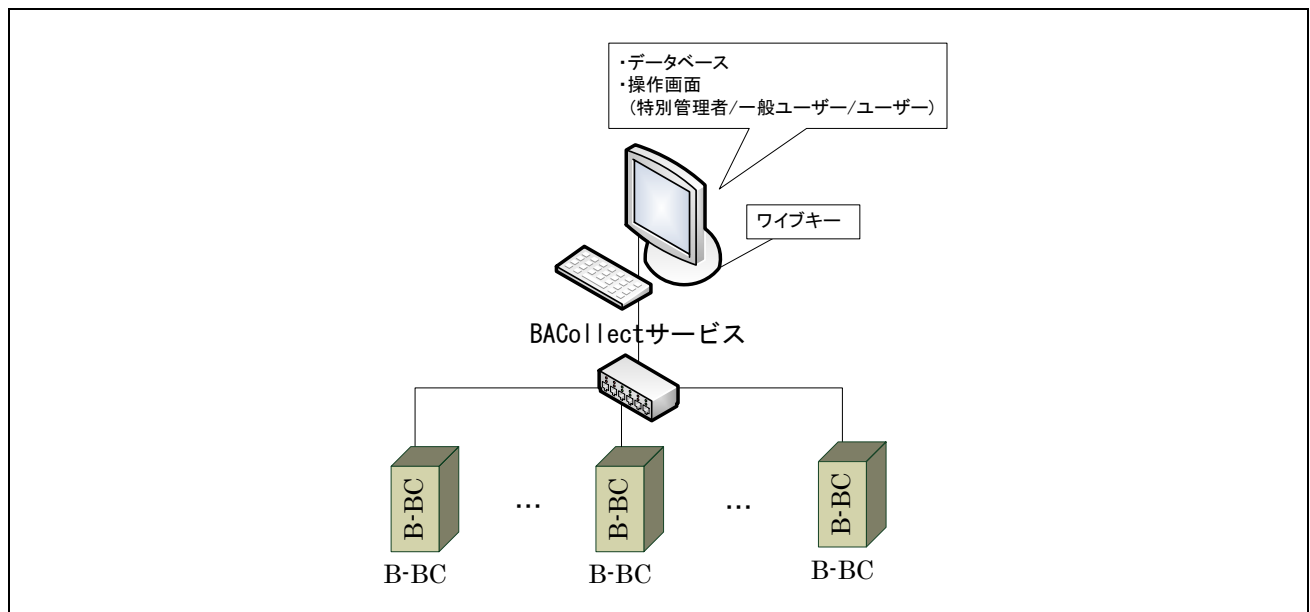 ・データベース
・操作画面
（特別管理者/一般ユーザー/ユーザー）
ワイブキー
BACollectサービス
B-BC
…
B-BC
…
B-BC
B-BC
B-BC
B-BC